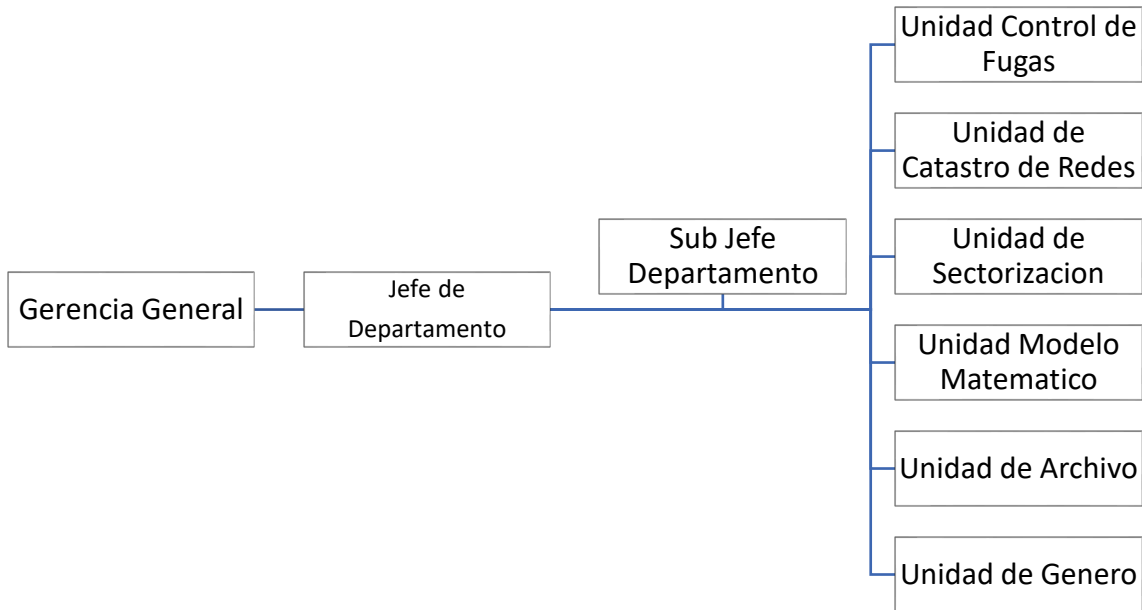 Gerencia General
Jefe de
Departamento
Sub Jefe
Departamento
Unidad Control de
Fugas
Unidad de
Catastro de Redes
Unidad de
Sectorizacion
Unidad Modelo
Matematico
Unidad de Archivo
Unidad de Genero